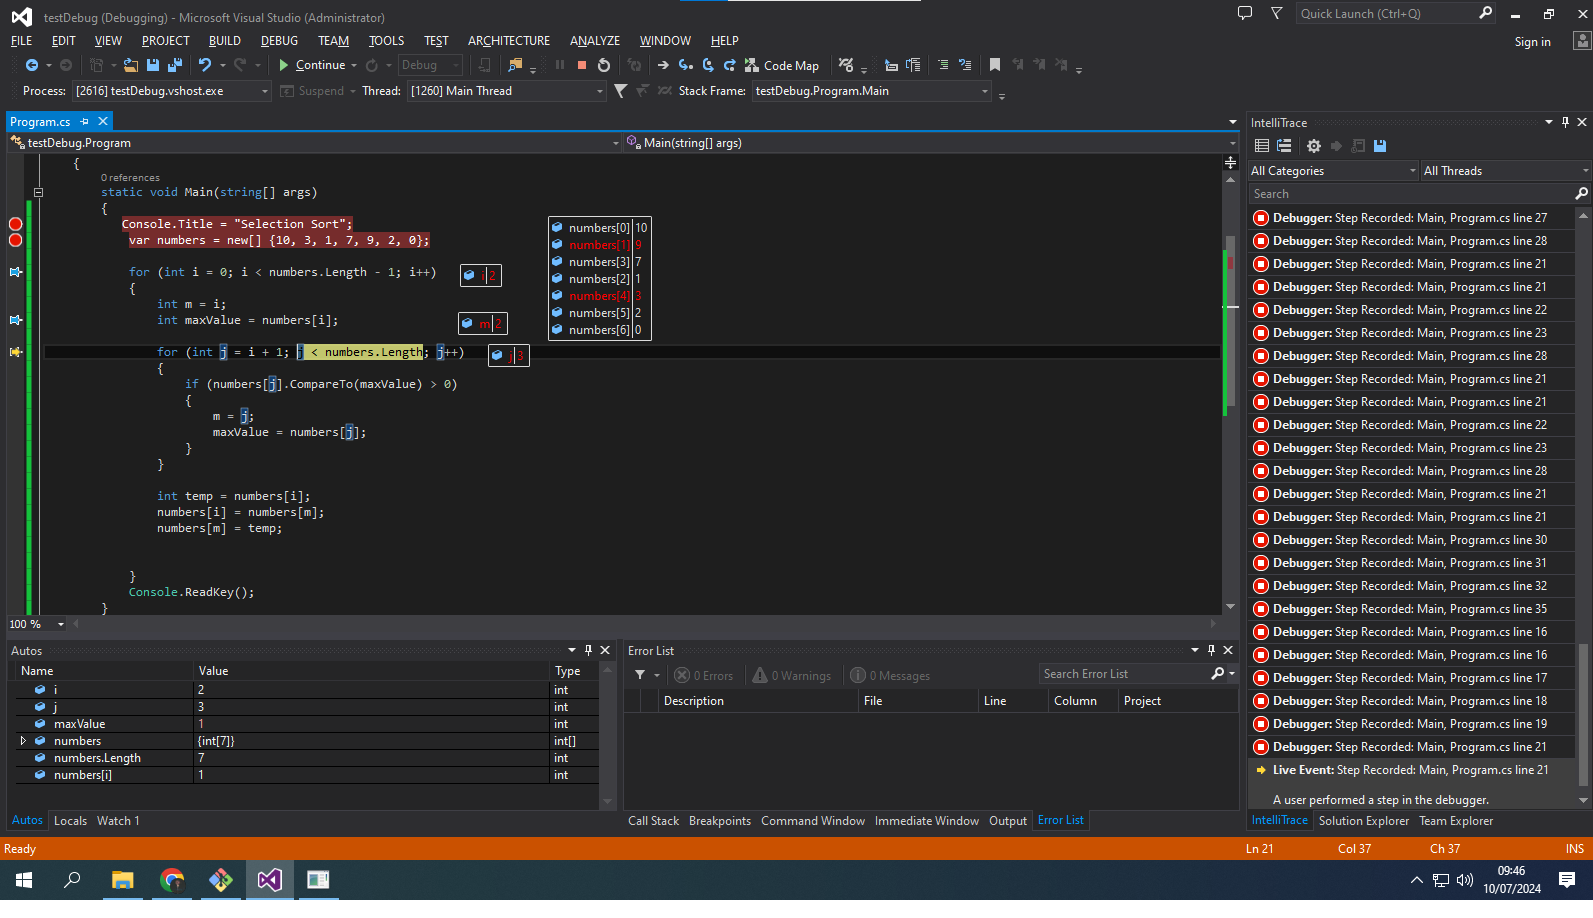 testDebug (Debugging) - Microsoft Visual Studio (Administrator)
Quick Launch (Ctrl+Q)
FILE EDIT VIEW PROJECT BUILD DEBUG TEAM TOOLS TEST ARCHITECTURE ANALYZE WINDOW HELP
Sign in
Continue Debug Code Map
Process: [2616] testDebug.vshost.exe Suspend Thread: [1260] Main Thread Stack Frame: testDebug.Program.Main
Program.cs
testDebug.Program Main(string[] args)
{
0 references
static void Main(string[] args)
{
Console.Title = "Selection Sort";
var numbers = new[] {10, 3, 1, 7, 9, 2, 0};
for (int i = 0; i < numbers.Length - 1; i++)
i 2
{
int m = i;
int maxValue = numbers[i];
m 2
for (int j = i + 1; j < numbers.Length; j++)
j 3
{
if (numbers[j].CompareTo(maxValue) > 0)
{
m = j;
maxValue = numbers[j];
}
}
int temp = numbers[i];
numbers[i] = numbers[m];
numbers[m] = temp;
}
Console.ReadKey();
}
numbers[0] 10
numbers[1] 9
numbers[3] 7
numbers[2] 1
numbers[4] 3
numbers[5] 2
numbers[6] 0
100 %
Autos
Name Value Type
i 2 int
j 3 int
maxValue 1 int
numbers {int[7]} int[]
numbers.Length 7 int
numbers[i] 1 int
Autos Locals Watch 1
Error List
0 Errors 0 Warnings 0 Messages Search Error List
Description File Line Column Project
Call Stack Breakpoints Command Window Immediate Window Output Error List
IntelliTrace
All Categories All Threads
Search
Debugger: Step Recorded: Main, Program.cs line 27
Debugger: Step Recorded: Main, Program.cs line 28
Debugger: Step Recorded: Main, Program.cs line 21
Debugger: Step Recorded: Main, Program.cs line 21
Debugger: Step Recorded: Main, Program.cs line 22
Debugger: Step Recorded: Main, Program.cs line 23
Debugger: Step Recorded: Main, Program.cs line 28
Debugger: Step Recorded: Main, Program.cs line 21
Debugger: Step Recorded: Main, Program.cs line 21
Debugger: Step Recorded: Main, Program.cs line 22
Debugger: Step Recorded: Main, Program.cs line 23
Debugger: Step Recorded: Main, Program.cs line 28
Debugger: Step Recorded: Main, Program.cs line 21
Debugger: Step Recorded: Main, Program.cs line 21
Debugger: Step Recorded: Main, Program.cs line 30
Debugger: Step Recorded: Main, Program.cs line 31
Debugger: Step Recorded: Main, Program.cs line 32
Debugger: Step Recorded: Main, Program.cs line 35
Debugger: Step Recorded: Main, Program.cs line 16
Debugger: Step Recorded: Main, Program.cs line 16
Debugger: Step Recorded: Main, Program.cs line 17
Debugger: Step Recorded: Main, Program.cs line 18
Debugger: Step Recorded: Main, Program.cs line 19
Debugger: Step Recorded: Main, Program.cs line 21
Live Event: Step Recorded: Main, Program.cs line 21
A user performed a step in the debugger.
IntelliTrace Solution Explorer Team Explorer
Ready Ln 21 Col 37 Ch 37 INS
09:46
10/07/2024